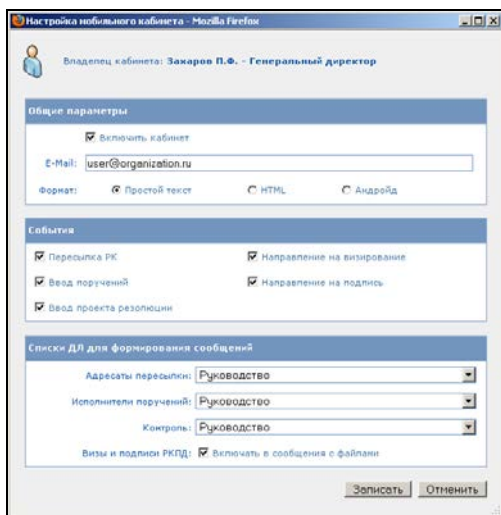 Настройка мобильного кабинета - Mozilla Firefox
Владелец кабинета: Захаров П.Ф. - Генеральный директор
Общие параметры
Включить кабинет
E-Mail: user@organization.ru
Формат: Простой текст HTML Андройд
События
Пересылка РК Направление на визирование
Ввод поручений Направление на подпись
Ввод проекта резолюции
Списки ДЛ для формирования сообщений
Адресаты пересылки: Руководство
Исполнители поручений: Руководство
Контроль: Руководство
Визы и подписи РКПД: Включать в сообщения с файлами
Записать Отменить